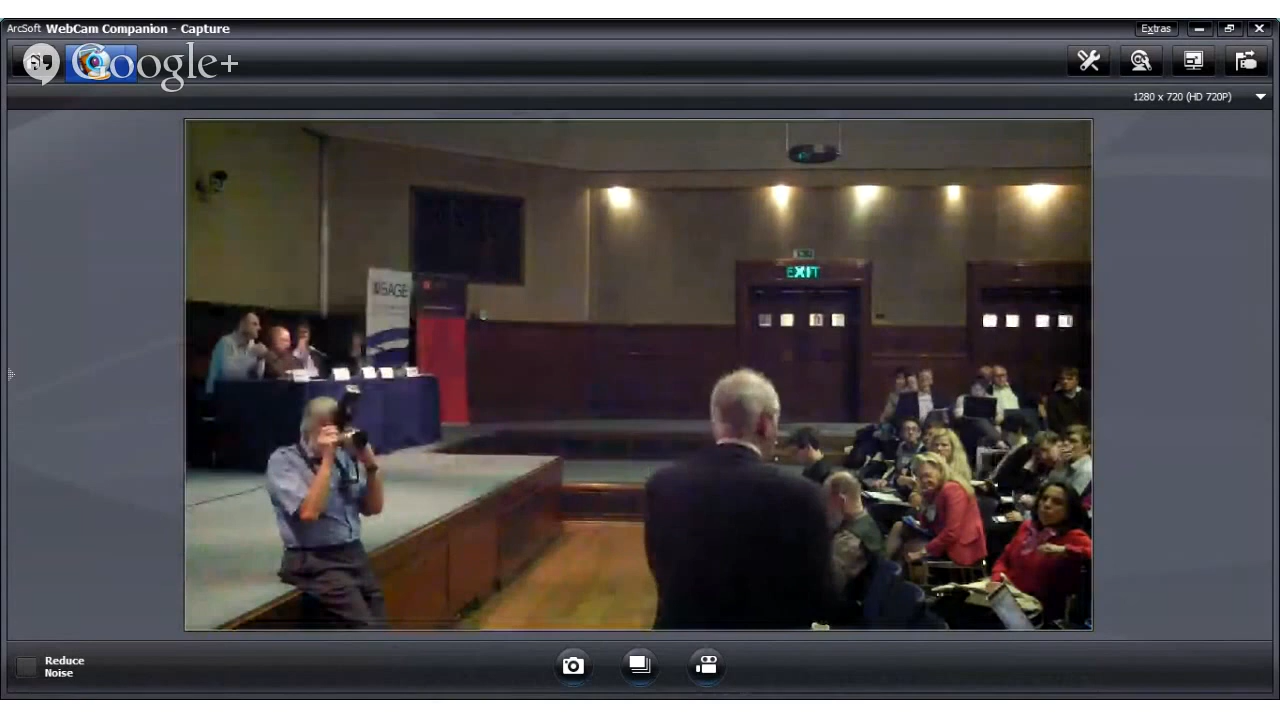 ArcSoft WebCam Companion - Capture
Extras
Google+
1280 x 720 (HD 720P)
SAGE
EXIT
Reduce
Noise